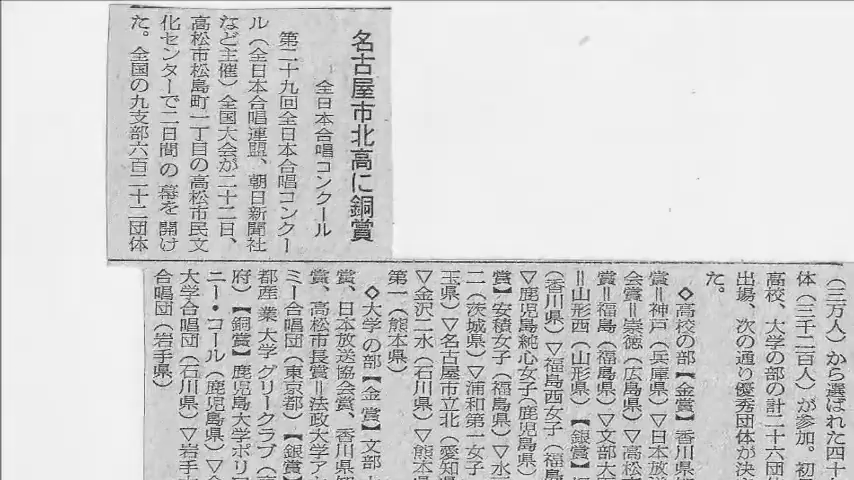 名古屋市北高に銅賞
全日本合唱コンクール
第二十九回全日本合唱コンクー
ル（全日本合唱連盟、朝日新聞社
など主催）全国大会が二十二日、
高松市松島町一丁目の高松市民文
化センターで二日間の幕を開け
た。全国の九支部六百二十二団体
（三万人）から選ばれた四十
体（三千二百人）が参加。初日
高校、大学の部の計二十六団体
出場、次の通り優秀団体が決
た。
◇高校の部【金賞】香川県知
賞＝神戸（兵庫県）▽日本放送
会賞＝崇徳（広島県）▽高松市
賞＝福島（福島県）▽文部大
＝山形西（山形県）【銀賞】
（香川県）▽福島西女子（福島
▽鹿児島純心女子（鹿児島県）
賞】安積女子（福島県）▽水
二（茨城県）▽浦和第一女子
玉県）▽名古屋市立北（愛知県
▽金沢二水（石川県）▽熊本
第一（熊本県）
◇大学の部【金賞】文部大
賞、日本放送協会賞、香川県知
賞、高松市長賞＝法政大学ア
ミー合唱団（東京都）【銀賞】
都産業大学グリークラブ（
府）【銅賞】鹿児島大学ポリ
ニー・コール（鹿児島県）▽金
大学合唱団（石川県）▽岩手大
合唱団（岩手県）